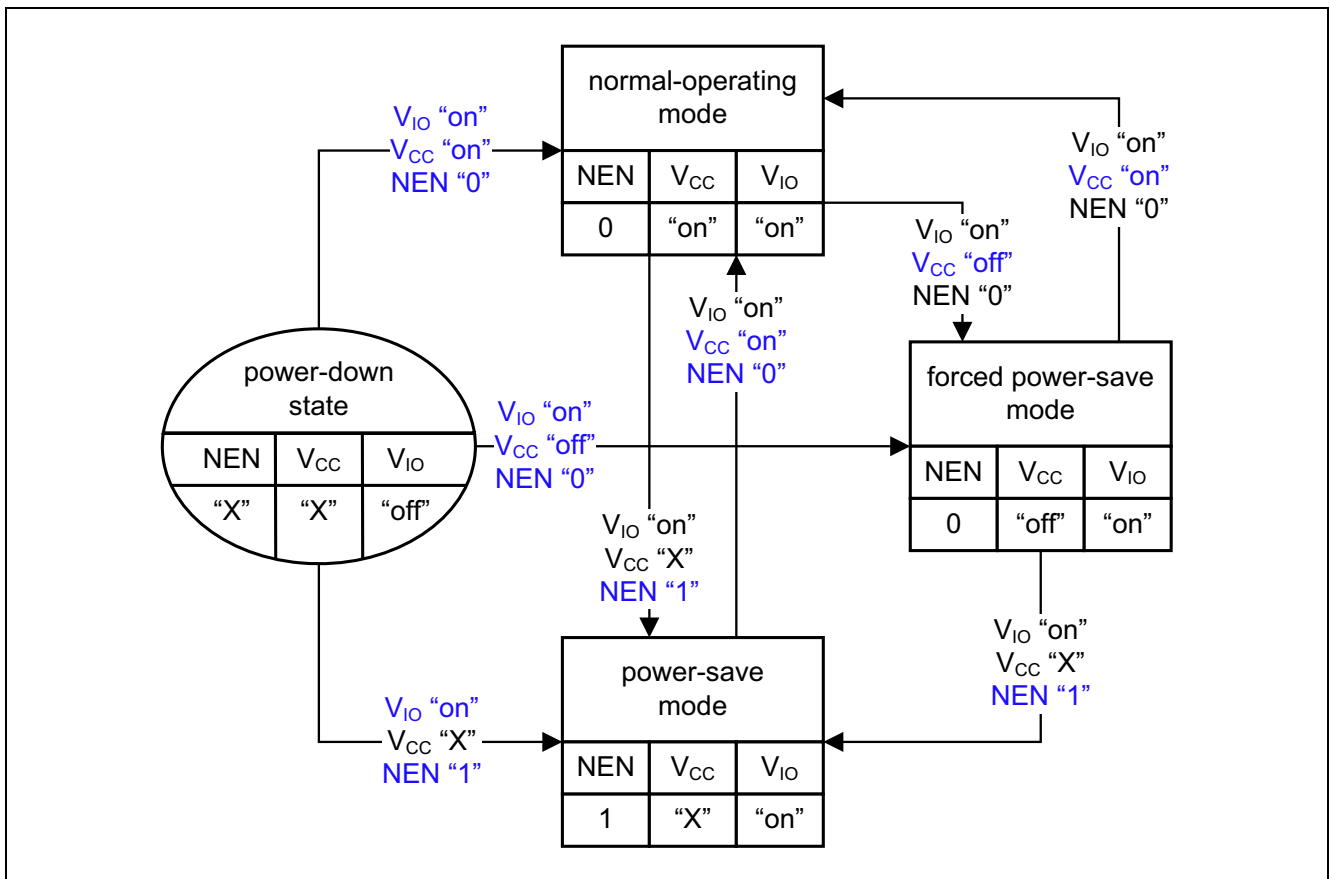 normal-operating
mode
NEN VCC VIO
0 “on” “on”
VIO “on”
VCC “on”
NEN “0”
VIO “on”
VCC “on”
NEN “0”
VIO “on”
VCC “off”
NEN “0”
VIO “on”
VCC “on”
NEN “0”
power-down
state
NEN VCC VIO
“X” “X” “off”
VIO “on”
VCC “off”
NEN “0”
forced power-save
mode
NEN VCC VIO
0 “off” “on”
VIO “on”
VCC “X”
NEN “1”
VIO “on”
VCC “X”
NEN “1”
VIO “on”
VCC “X”
NEN “1”
power-save
mode
NEN VCC VIO
1 “X” “on”